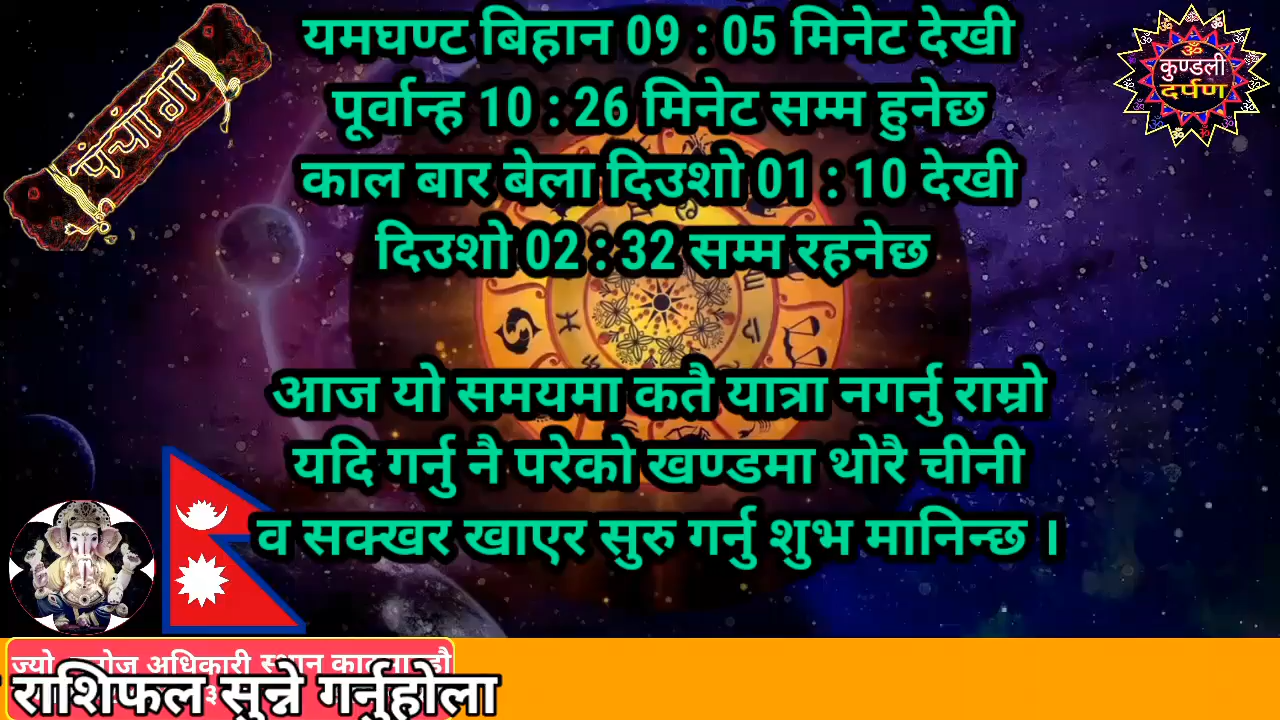 यमघण्ट बिहान 09 : 05 मिनेट देखी
पूर्वान्ह 10 : 26 मिनेट सम्म हुनेछ
काल बार बेला दिउशो 01 : 10 देखी
दिउशो 02 : 32 सम्म रहनेछ
आज यो समयमा कतै यात्रा नगर्नु राम्रो
यदि गर्नु नै परेको खण्डमा थोरै चीनी
व सक्खर खाएर सुरु गर्नु शुभ मानिन्छ ।
पंचांग
ॐ
कुण्डली
दर्पण
ज्यो अधिकारी
राशिफल सुन्ने गर्नुहोला